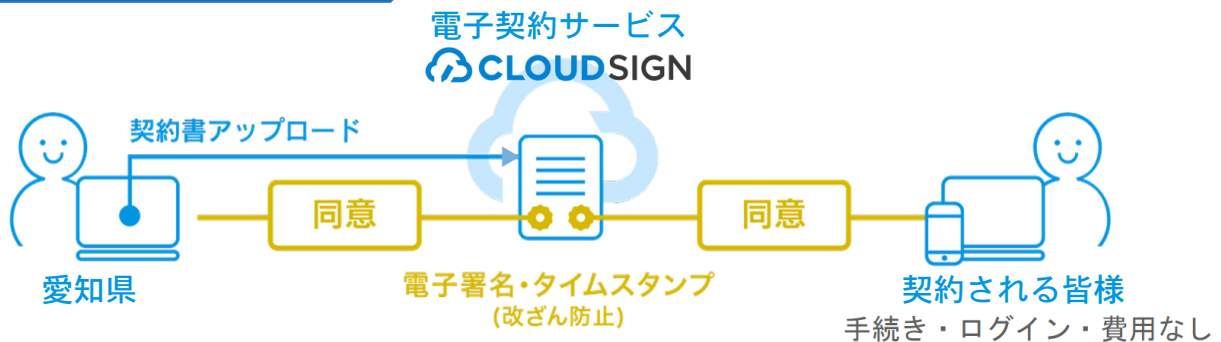 電子契約サービス
CLOUDSIGN
契約書アップロード
同意
同意
愛知県
電子署名・タイムスタンプ
(改ざん防止)
契約される皆様
手続き・ログイン・費用なし